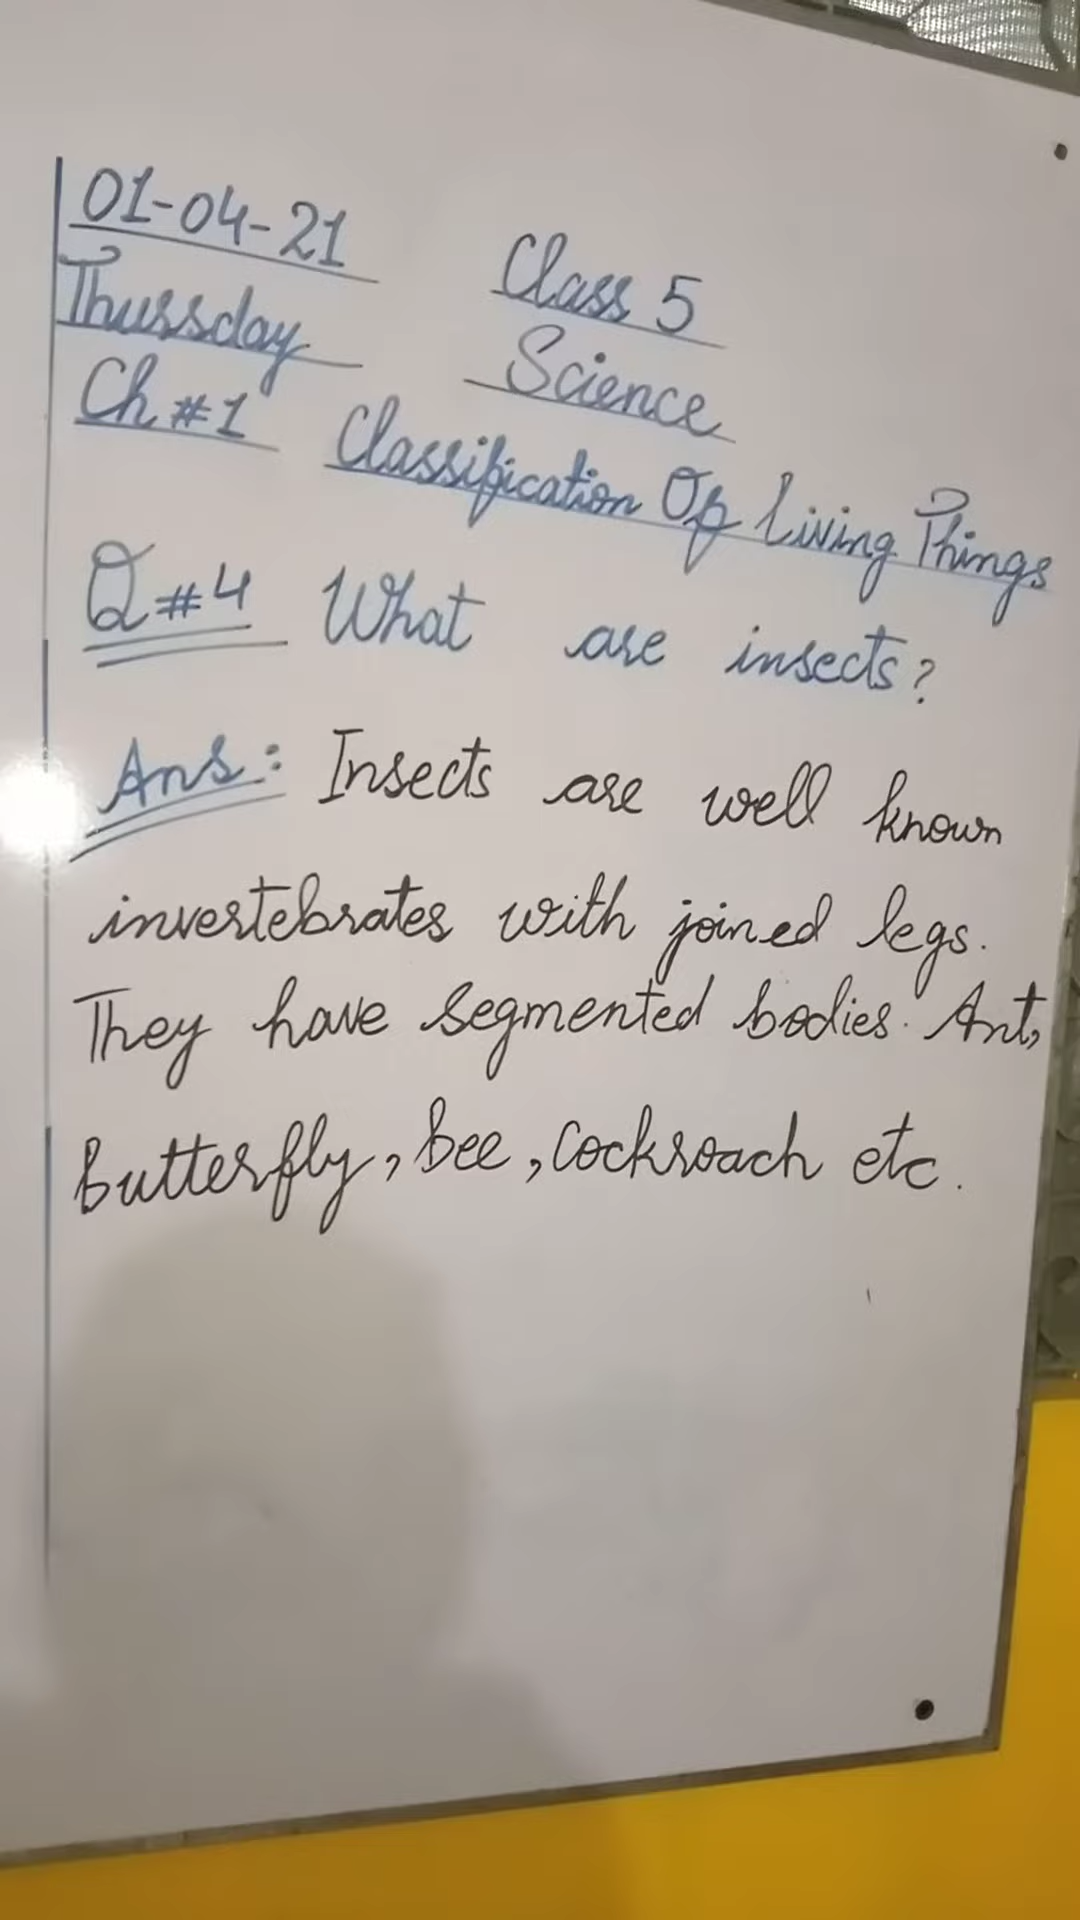 01-04-21
Class 5
Thursday
Science
Ch #1 Classification Of Living Things
Q #4 What are insects?
Ans: Insects are well known
invertebrates with joined legs.
They have segmented bodies. Ant,
Butterfly, Bee, Cockroach etc.